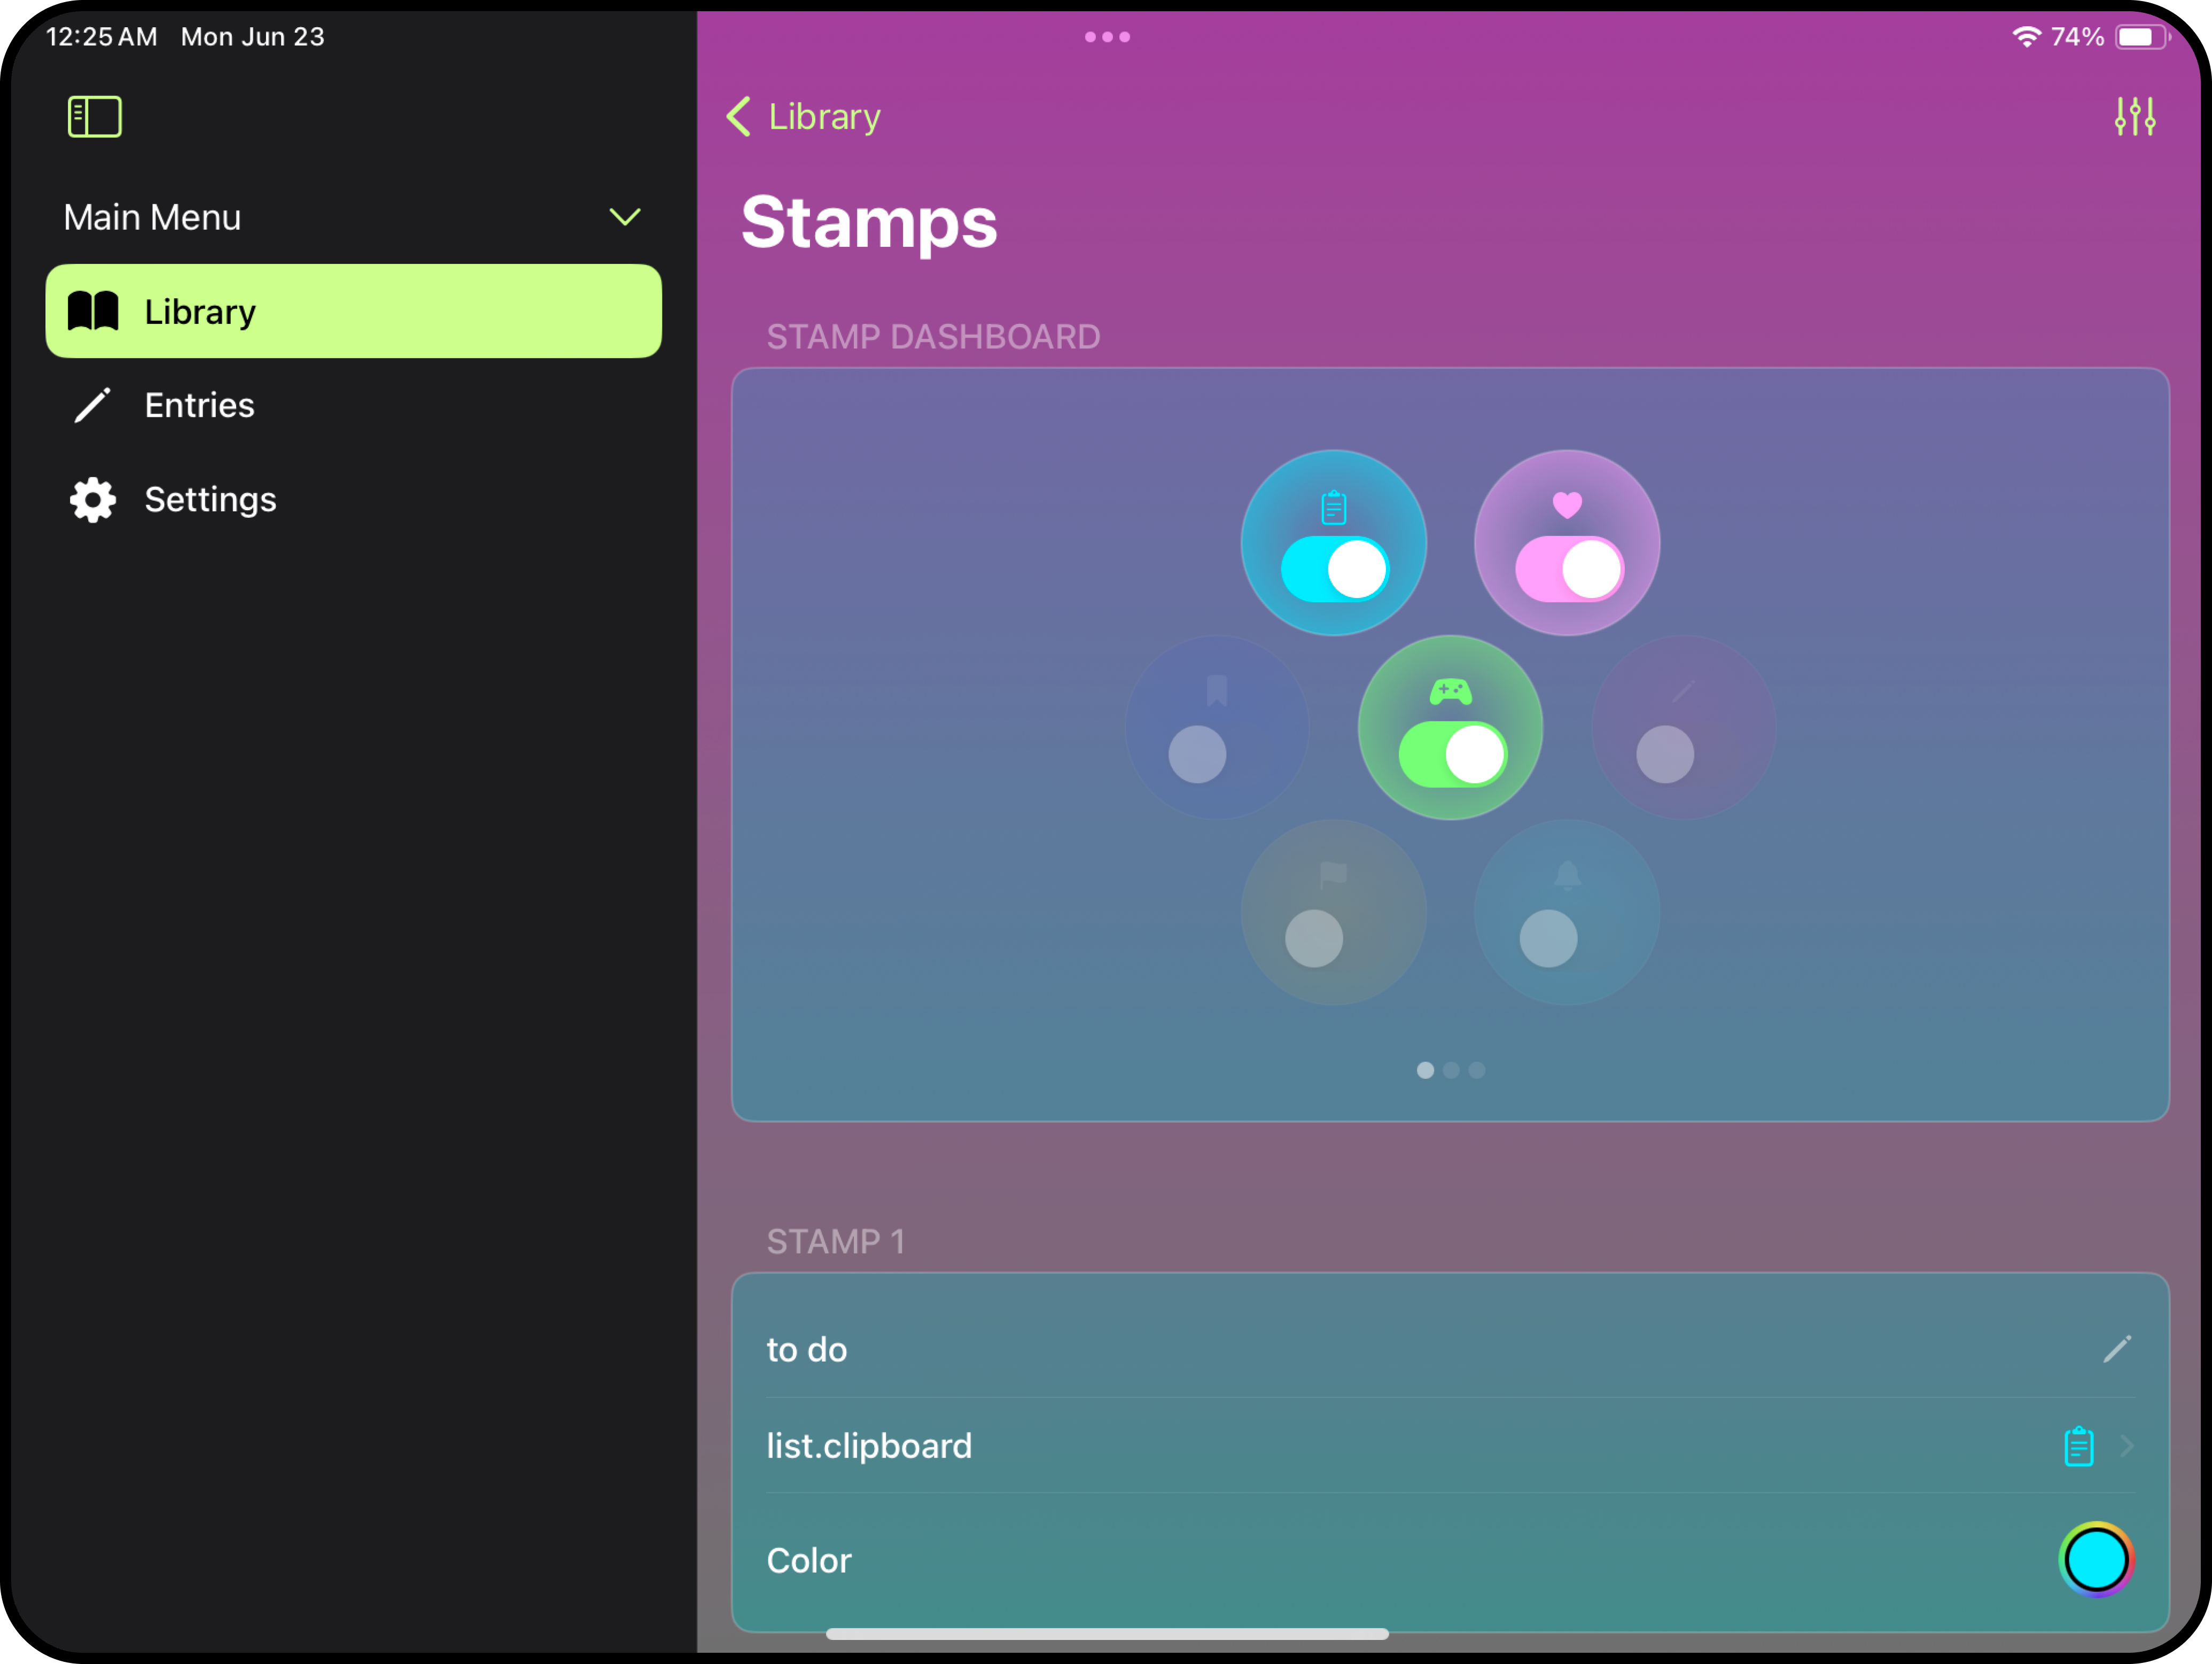 12:25 AM Mon Jun 23
74%
Library
Main Menu
Library
Entries
Settings
Stamps
STAMP DASHBOARD
STAMP 1
to do
list.clipboard
Color